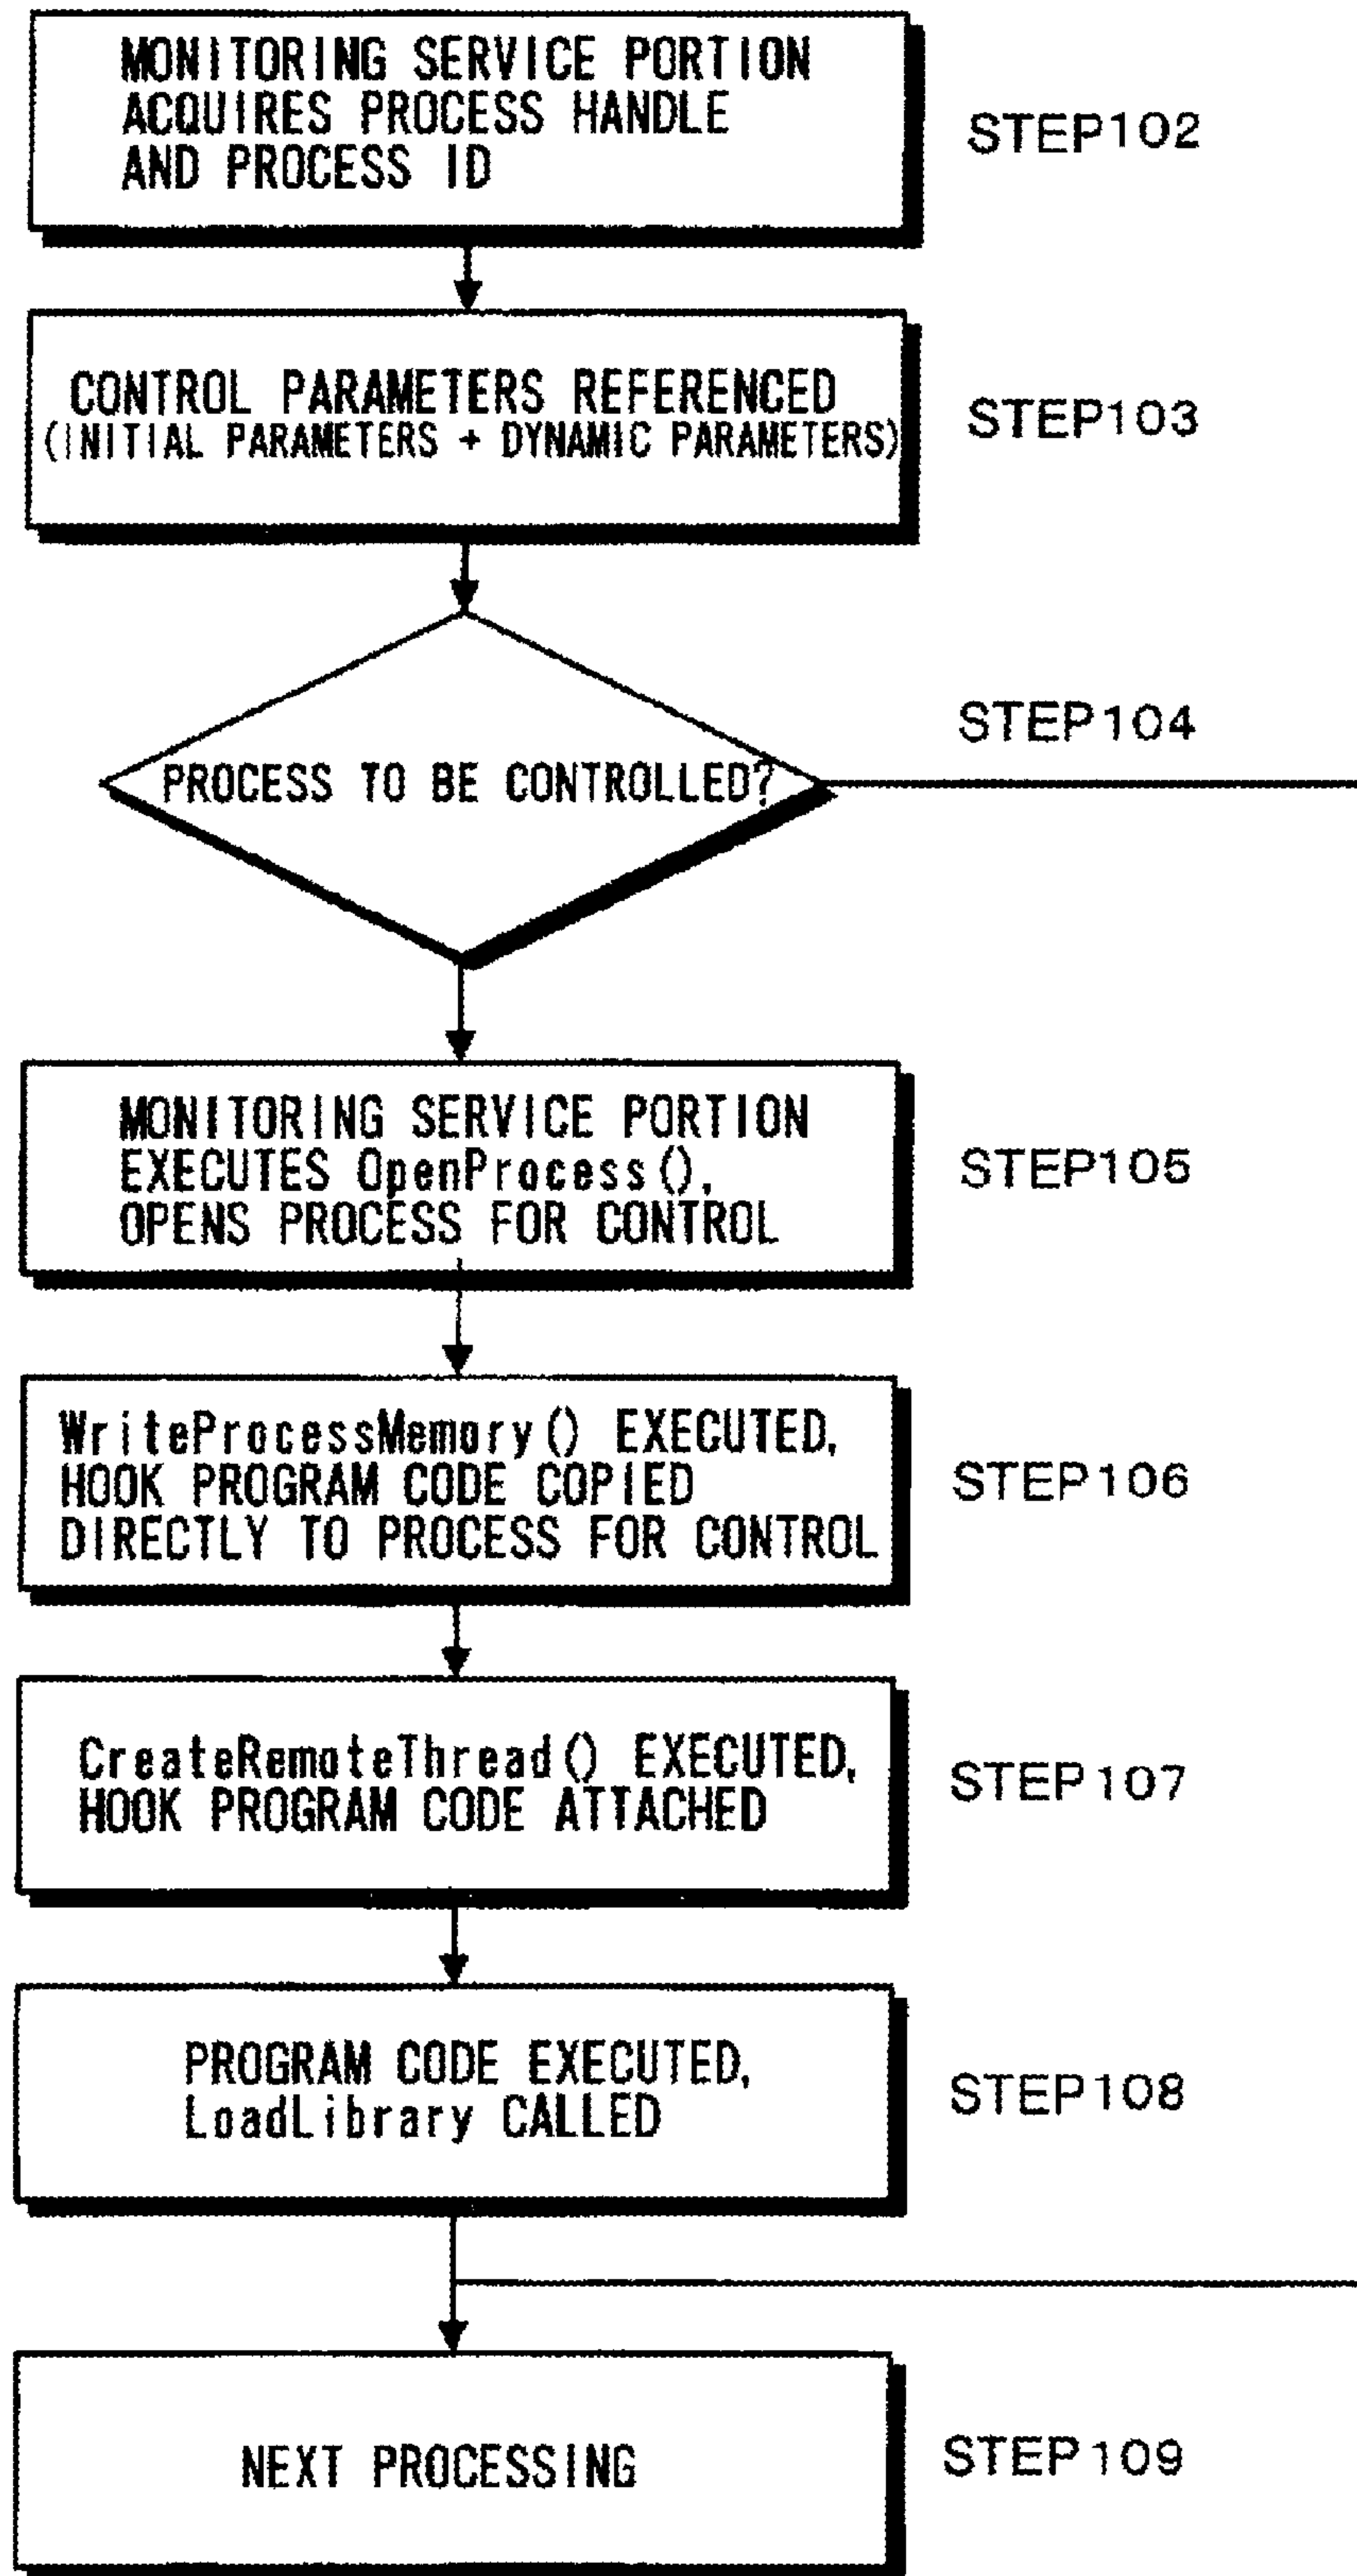 MONITORING SERVICE PORTION
ACQUIRES PROCESS HANDLE
AND PROCESS ID
STEP102
CONTROL PARAMETERS REFERENCED
(INITIAL PARAMETERS + DYNAMIC PARAMETERS)
STEP103
PROCESS TO BE CONTROLLED?
STEP104
MONITORING SERVICE PORTION
EXECUTES OpenProcess(),
OPENS PROCESS FOR CONTROL
STEP105
WriteProcessMemory() EXECUTED,
HOOK PROGRAM CODE COPIED
DIRECTLY TO PROCESS FOR CONTROL
STEP106
CreateRemoteThread() EXECUTED,
HOOK PROGRAM CODE ATTACHED
STEP107
PROGRAM CODE EXECUTED,
LoadLibrary CALLED
STEP108
NEXT PROCESSING
STEP109